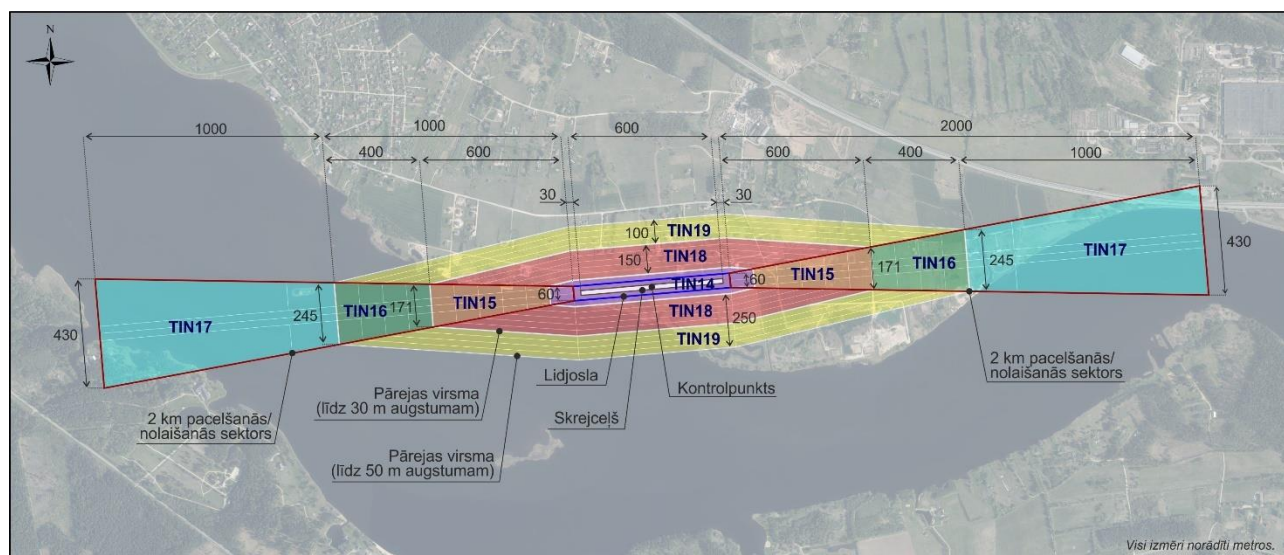 N
1000
1000
600
2000
400
600
600
400
1000
30
30
100
TIN19
150
TIN18
430
TIN17
TIN16
245
171
TIN15
60
TIN14
60
TIN15
171
TIN16
245
TIN17
430
TIN18
250
TIN19
Lidjosla
Kontrolpunkts
Skrejceļš
Pārejas virsma
(līdz 30 m augstumam)
Pārejas virsma
(līdz 50 m augstumam)
2 km pacelšanās/
nolaišanās sektors
2 km pacelšanās/
nolaišanās sektors
Visi izmēri norādīti metros.